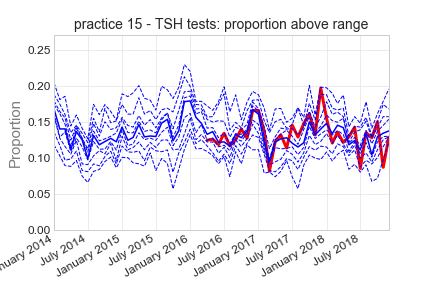 practice 15 - TSH tests: proportion above range
0.25
0.20
0.15
0.10
0.05
0.00
Proportion
July 2014
January 2015
July 2015
January 2016
July 2016
January 2017
July 2017
January 2018
July 2018